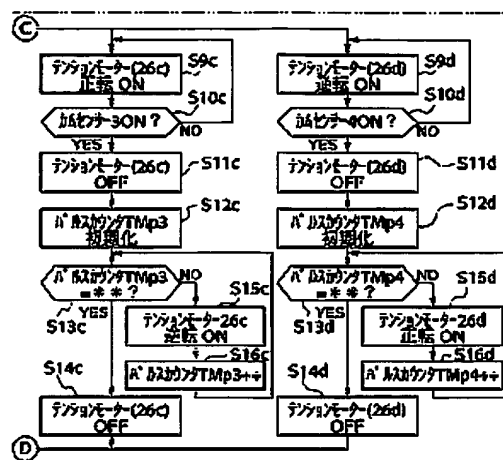 C
テンションモーター(26c)
正転 ON
S9c
カムセンサー3ON?
S10c
NO
YES
テンションモーター(26c)
OFF
S11c
パルスカウンタTMp3
初期化
S12c
パルスカウンタTMp3
=**?
NO
S13c
YES
S15c
テンションモーター26c
逆転 ON
S16c
パルスカウンタTMp3++
S14c
テンションモーター(26c)
OFF
テンションモーター(26d)
逆転 ON
S9d
カムセンサー4ON?
S10d
NO
YES
テンションモーター(26d)
OFF
S11d
パルスカウンタTMp4
初期化
S12d
パルスカウンタTMp4
=**?
NO
S13d
YES
S15d
テンションモーター26d
正転 ON
S16d
パルスカウンタTMp4++
S14d
テンションモーター(26d)
OFF
D